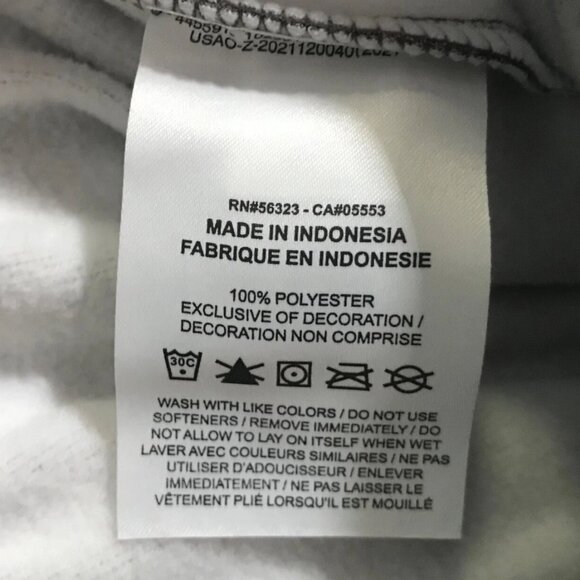 USAO-Z-2021120040(202
RN#56323 - CA#05553
MADE IN INDONESIA
FABRIQUE EN INDONESIE
100% POLYESTER
EXCLUSIVE OF DECORATION /
DECORATION NON COMPRISE
30C
WASH WITH LIKE COLORS / DO NOT USE
SOFTENERS / REMOVE IMMEDIATELY / DO
NOT ALLOW TO LAY ON ITSELF WHEN WET
LAVER AVEC COULEURS SIMILAIRES / NE PAS
UTILISER D'ADOUCISSEUR / ENLEVER
IMMEDIATEMENT / NE PAS LAISSER LE
VÊTEMENT PLIÉ LORSQU'IL EST MOUILLÉ